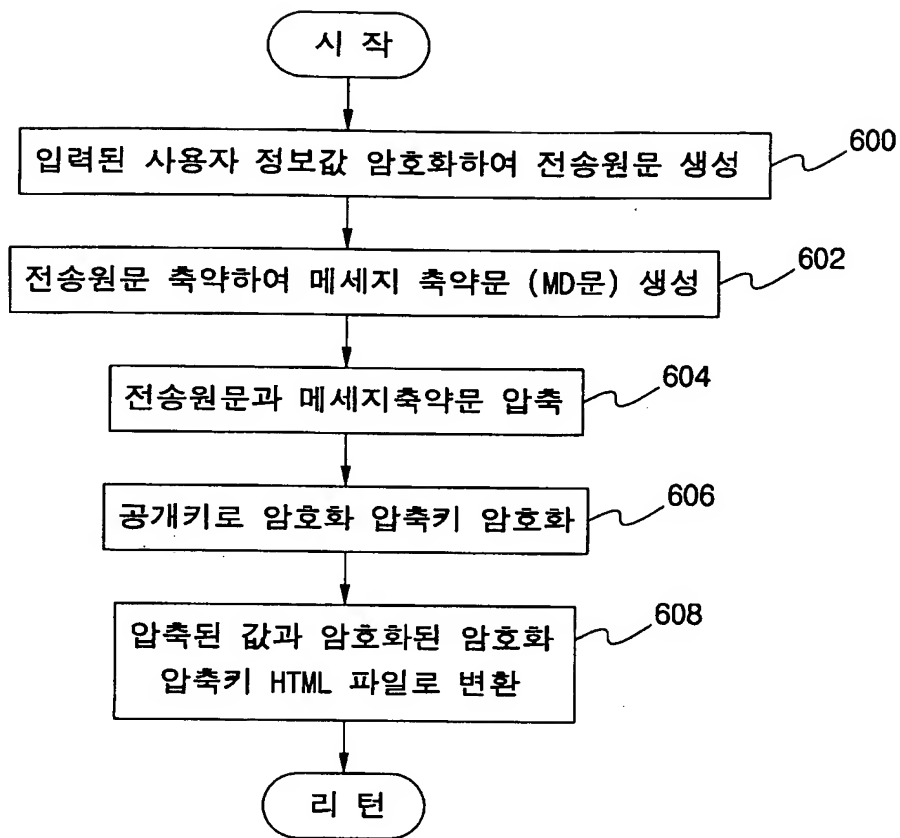 시 작
입력된 사용자 정보값 암호화하여 전송원문 생성
600
전송원문 축약하여 메세지 축약문 (MD문) 생성
602
전송원문과 메세지축약문 압축
604
공개키로 암호화 압축키 암호화
606
압축된 값과 암호화된 암호화
압축키 HTML 파일로 변환
608
리 턴